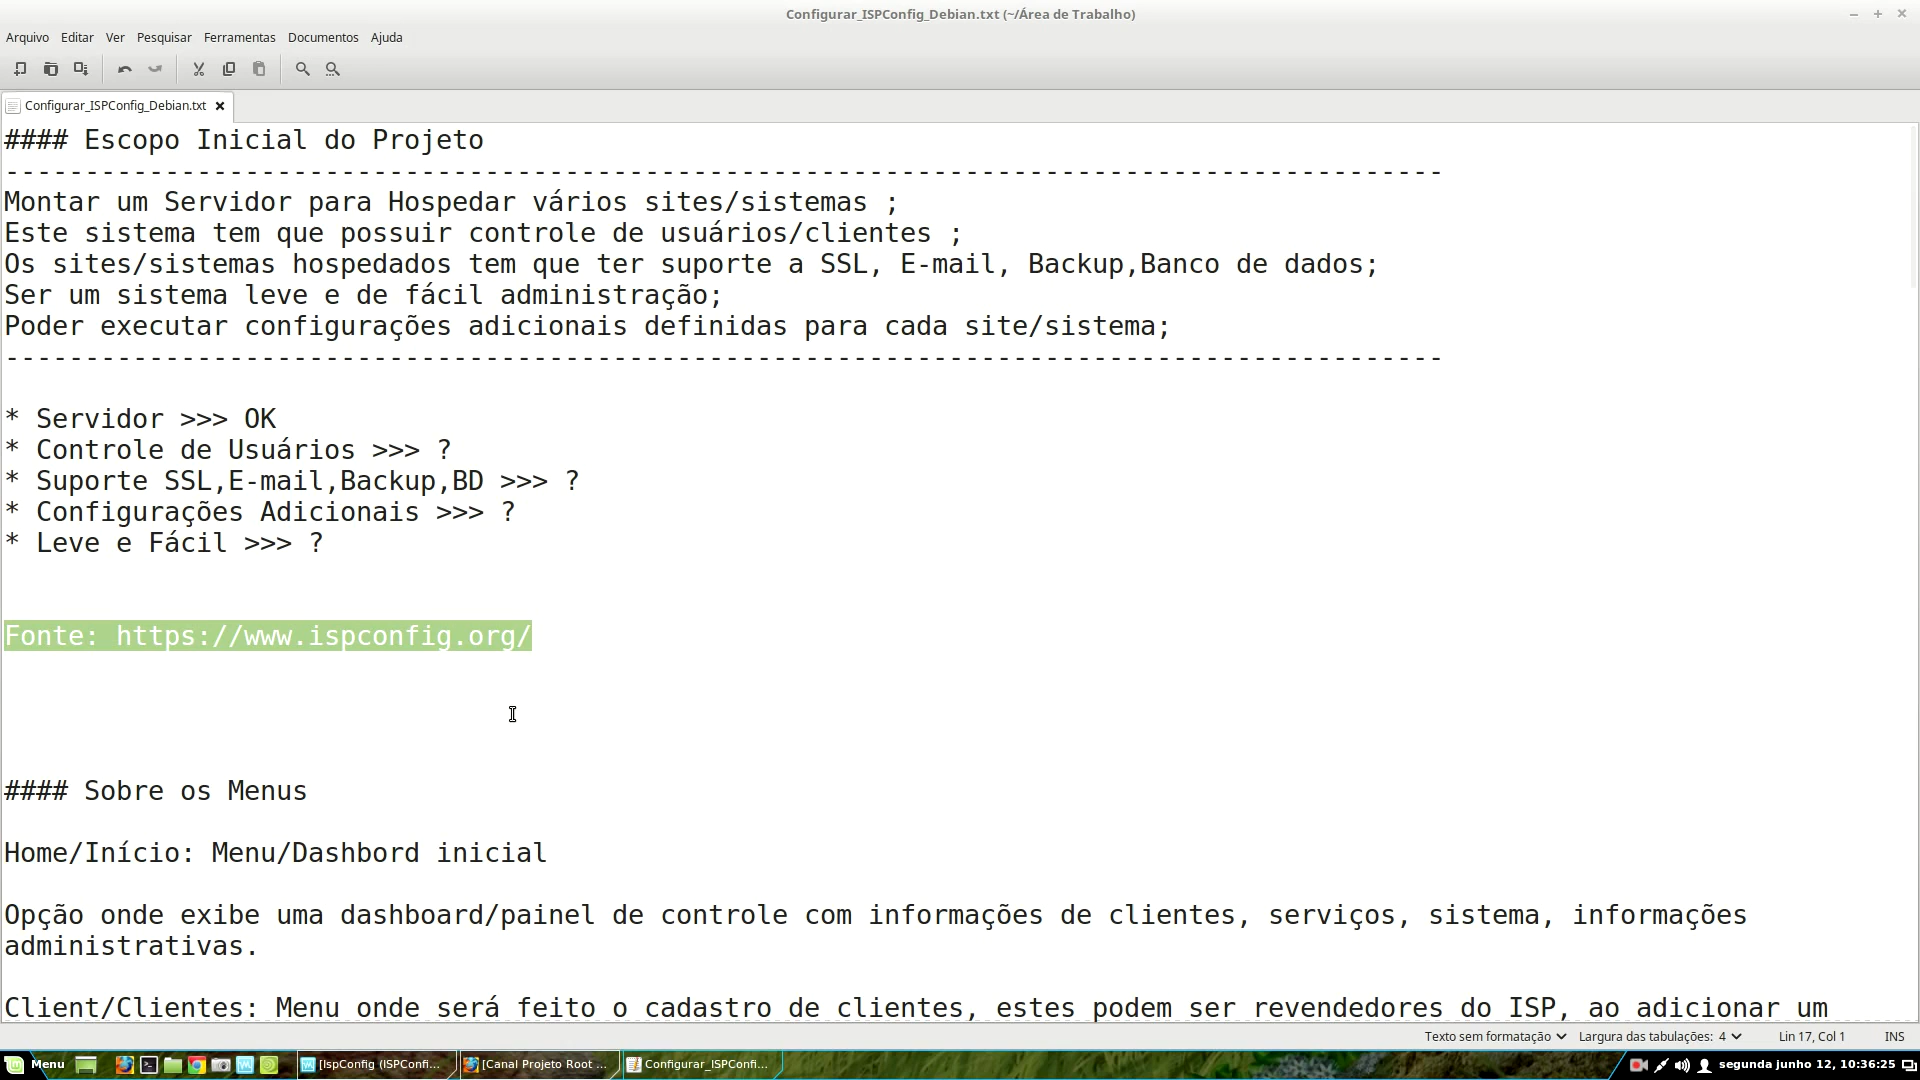 Configurar_ISPConfig_Debian.txt (~/Área de Trabalho)
Arquivo Editar Ver Pesquisar Ferramentas Documentos Ajuda
Configurar_ISPConfig_Debian.txt
#### Escopo Inicial do Projeto
------------------------------------------------------------------------------------------
Montar um Servidor para Hospedar vários sites/sistemas ;
Este sistema tem que possuir controle de usuários/clientes ;
Os sites/sistemas hospedados tem que ter suporte a SSL, E-mail, Backup,Banco de dados;
Ser um sistema leve e de fácil administração;
Poder executar configurações adicionais definidas para cada site/sistema;
------------------------------------------------------------------------------------------
* Servidor >>> OK
* Controle de Usuários >>> ?
* Suporte SSL,E-mail,Backup,BD >>> ?
* Configurações Adicionais >>> ?
* Leve e Fácil >>> ?
Fonte: https://www.ispconfig.org/
#### Sobre os Menus
Home/Início: Menu/Dashbord inicial
Opção onde exibe uma dashboard/painel de controle com informações de clientes, serviços, sistema, informações
administrativas.
Client/Clientes: Menu onde será feito o cadastro de clientes, estes podem ser revendedores do ISP, ao adicionar um
Texto sem formatação Largura das tabulações: 4 Lin 17, Col 1 INS
Menu [IspConfig (ISPConfi... [Canal Projeto Root ... Configurar_ISPConfi... segunda junho 12, 10:36:25